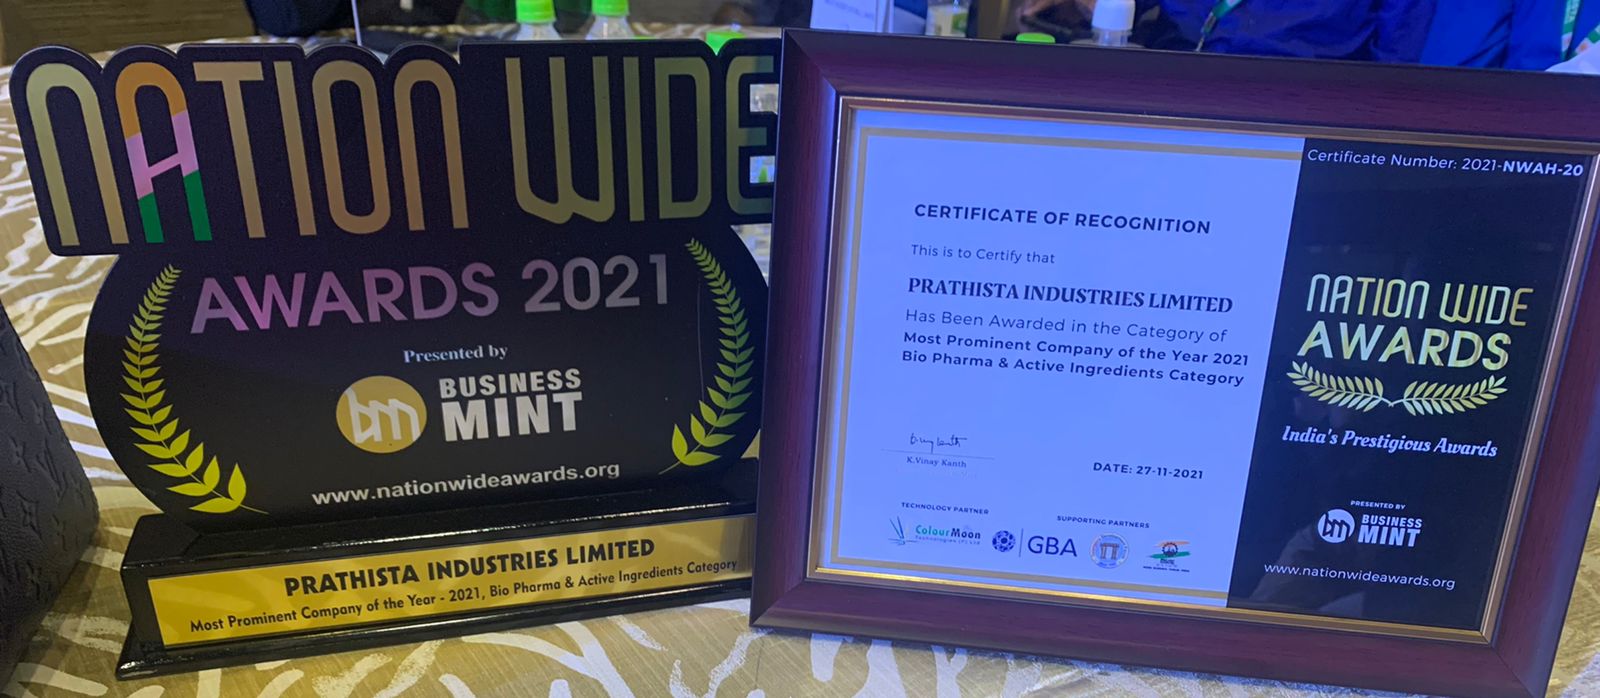 NATION WIDE
AWARDS 2021
Presented by
bm BUSINESS
MINT
www.nationwideawards.org
PRATHISTA INDUSTRIES LIMITED
Most Prominent Company of the Year - 2021, Bio Pharma & Active Ingredients Category
CERTIFICATE OF RECOGNITION
This is to Certify that
PRATHISTA INDUSTRIES LIMITED
Has Been Awarded in the Category of
Most Prominent Company of the Year 2021
Bio Pharma & Active Ingredients Category
K.Vinay Kanth
DATE: 27-11-2021
TECHNOLOGY PARTNER
ColourMoon
Technologies (P) Ltd
SUPPORTING PARTNERS
GBA
Certificate Number: 2021-NWAH-20
NATION WIDE
AWARDS
India's Prestigious Awards
PRESENTED BY
bm BUSINESS
MINT
www.nationwideawards.org